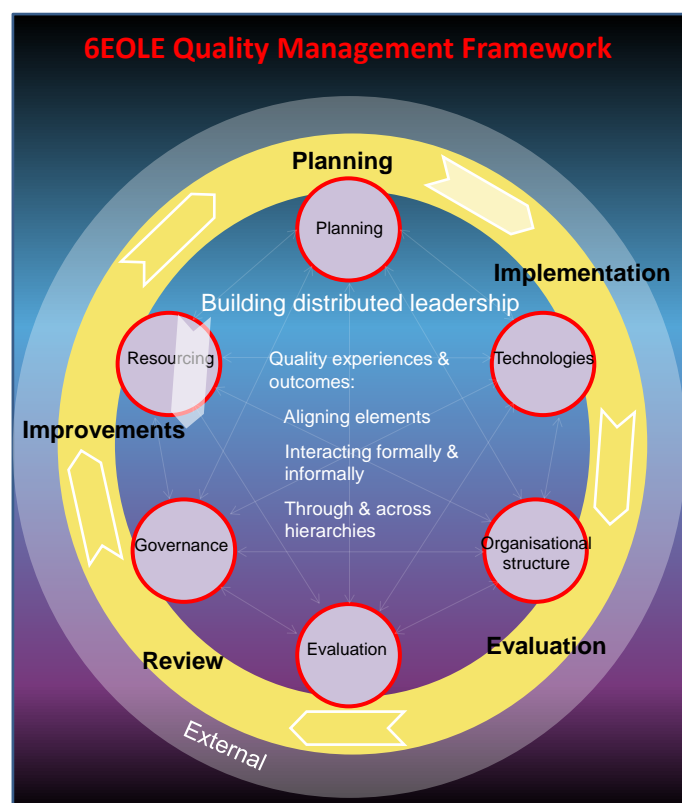 6EOLE Quality Management Framework
Planning
Planning
Implementation
Building distributed leadership
Resourcing
Quality experiences &
outcomes:
Technologies
Aligning elements
Improvements
Interacting formally &
informally
Through & across
hierarchies
Governance
Organisational
structure
Evaluation
Review
Evaluation
External